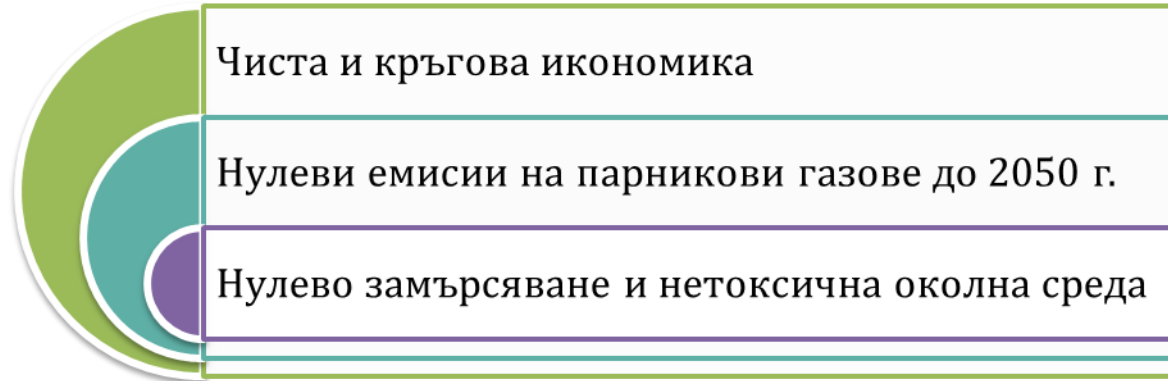 Чиста и кръгова икономика
Нулеви емисии на парникови газове до 2050 г.
Нулево замърсяване и нетоксична околна среда